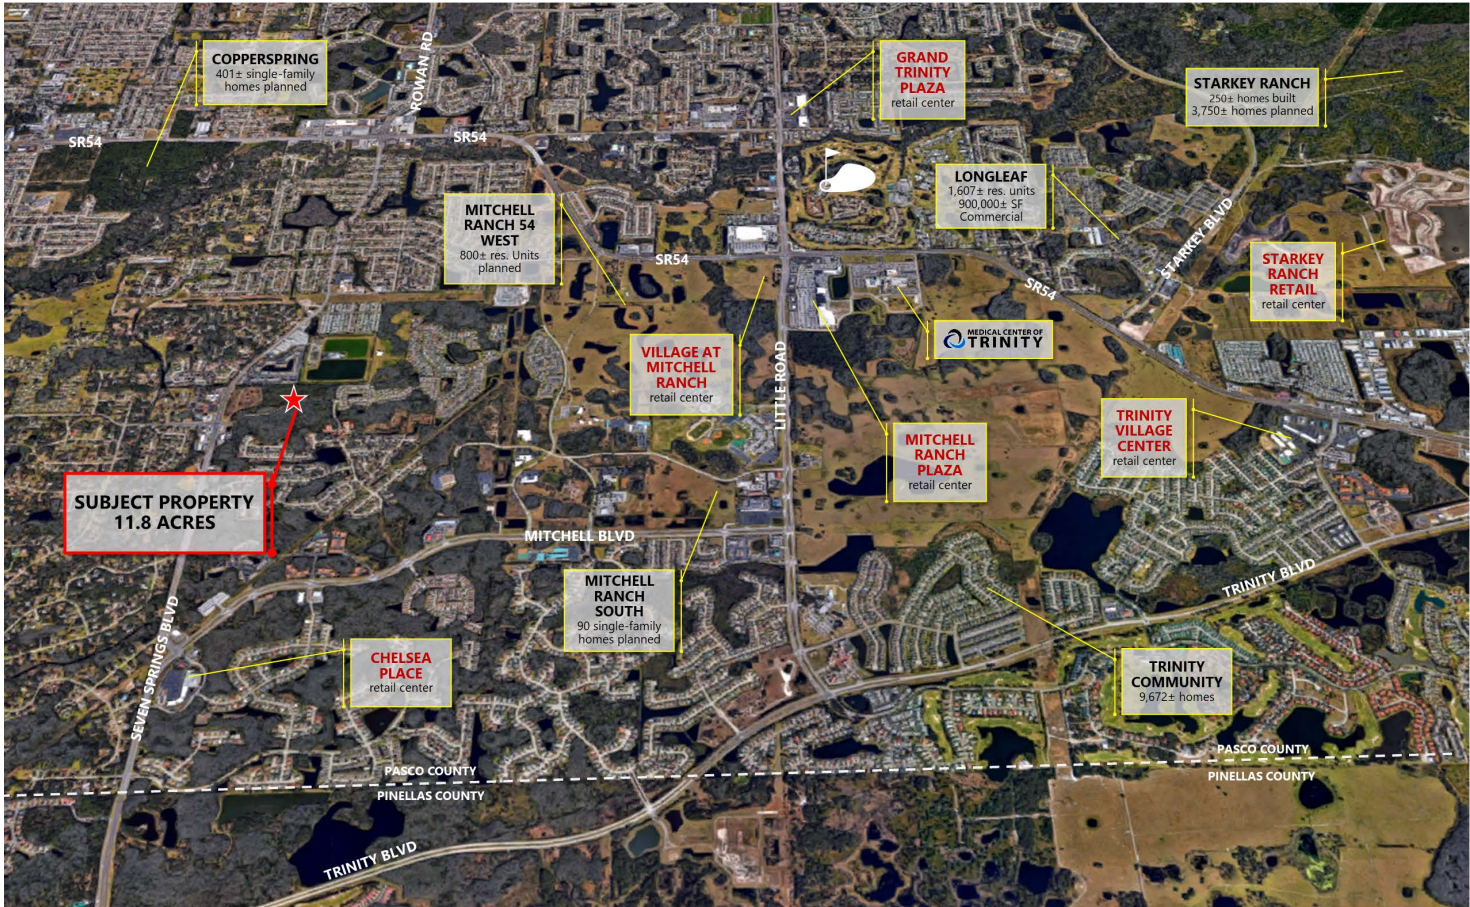 COPPERSPRING
401± single-family
homes planned
ROWAN RD
GRAND
TRINITY
PLAZA
retail center
STARKEY RANCH
250± homes built
3,750± homes planned
SR54
SR54
LONGLEAF
1,607± res. units
900,000± SF
Commercial
MITCHELL
RANCH 54
WEST
800± res. Units
planned
SR54
STARKEY BLVD
STARKEY
RANCH
RETAIL
retail center
SR54
MEDICAL CENTER OF
TRINITY
VILLAGE AT
MITCHELL
RANCH
retail center
LITTLE ROAD
TRINITY
VILLAGE
CENTER
retail center
MITCHELL
RANCH
PLAZA
retail center
SUBJECT PROPERTY
11.8 ACRES
MITCHELL BLVD
MITCHELL
RANCH
SOUTH
90 single-family
homes planned
TRINITY BLVD
SEVEN SPRINGS BLVD
CHELSEA
PLACE
retail center
TRINITY
COMMUNITY
9,672± homes
PASCO COUNTY
PINELLAS COUNTY
PASCO COUNTY
PINELLAS COUNTY
TRINITY BLVD